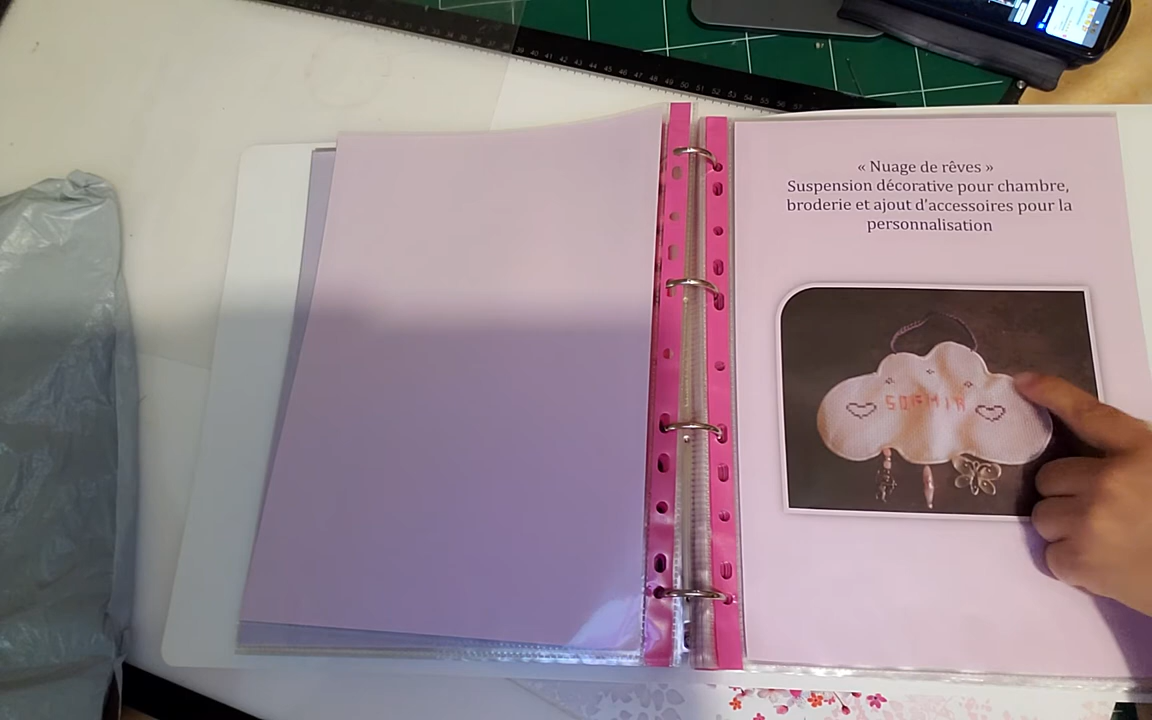 « Nuage de rêves »
Suspension décorative pour chambre,
broderie et ajout d'accessoires pour la
personnalisation